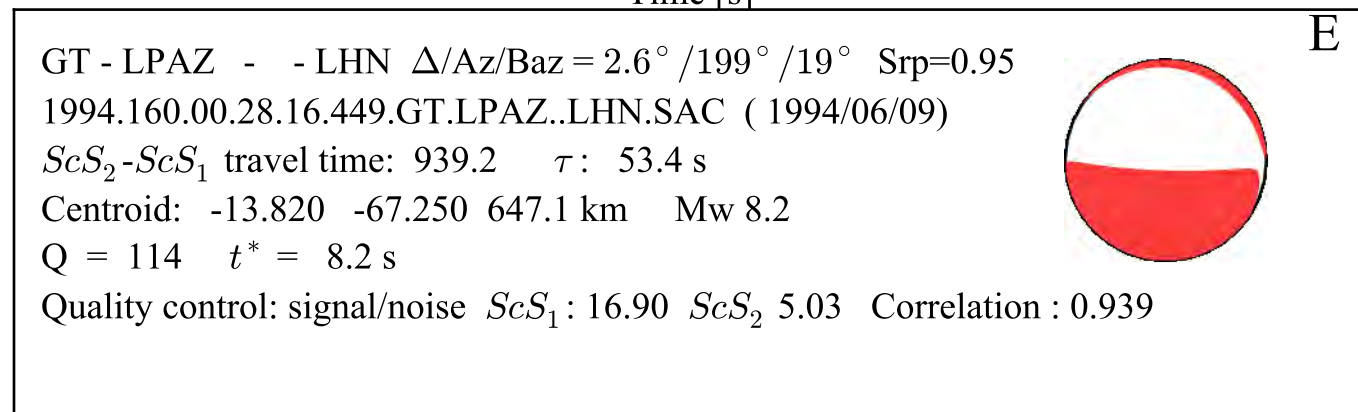 Time [s]
E
GT - LPAZ - - LHN Δ/Az/Baz = 2.6° /199° /19° Srp=0.95
1994.160.00.28.16.449.GT.LPAZ..LHN.SAC ( 1994/06/09)
ScS₂-ScS₁ travel time: 939.2 τ : 53.4 s
Centroid: -13.820 -67.250 647.1 km Mw 8.2
Q = 114 t* = 8.2 s
Quality control: signal/noise ScS₁: 16.90 ScS₂ 5.03 Correlation : 0.939